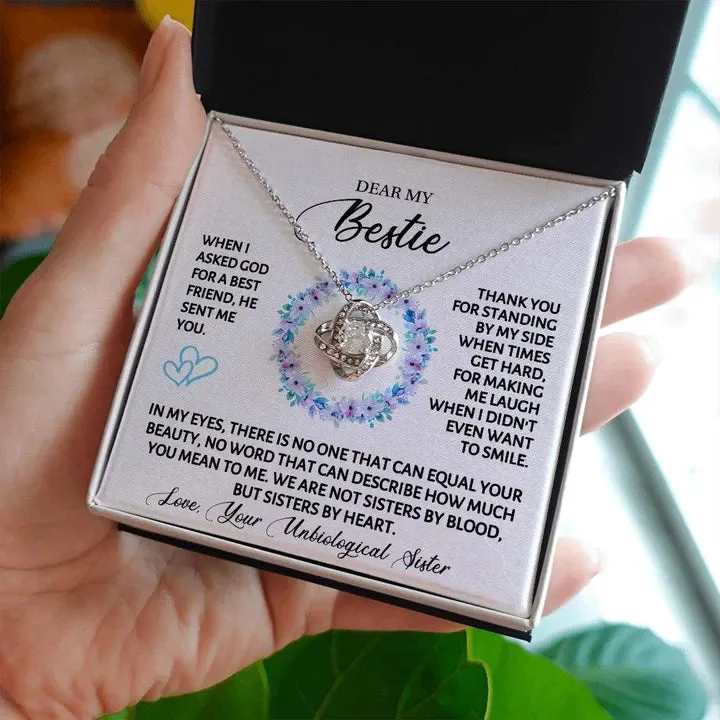 DEAR MY
Bestie
WHEN I
ASKED GOD
FOR A BEST
FRIEND, HE
SENT ME
YOU.
THANK YOU
FOR STANDING
BY MY SIDE
WHEN TIMES
GET HARD,
FOR MAKING
ME LAUGH
WHEN I DIDN'T
EVEN WANT
TO SMILE.
IN MY EYES, THERE IS NO ONE THAT CAN EQUAL YOUR
BEAUTY, NO WORD THAT CAN DESCRIBE HOW MUCH
YOU MEAN TO ME. WE ARE NOT SISTERS BY BLOOD,
BUT SISTERS BY HEART.
Love, Your Unbiological Sister